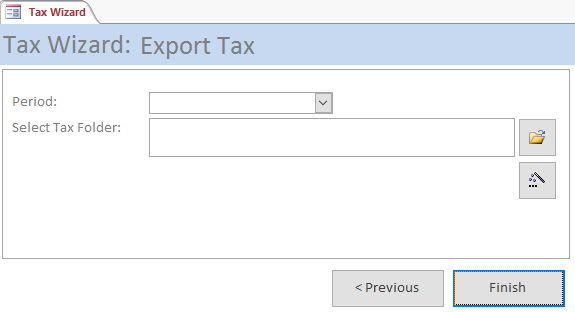 Tax Wizard
Tax Wizard: Export Tax
Period:
Select Tax Folder:
< Previous
Finish